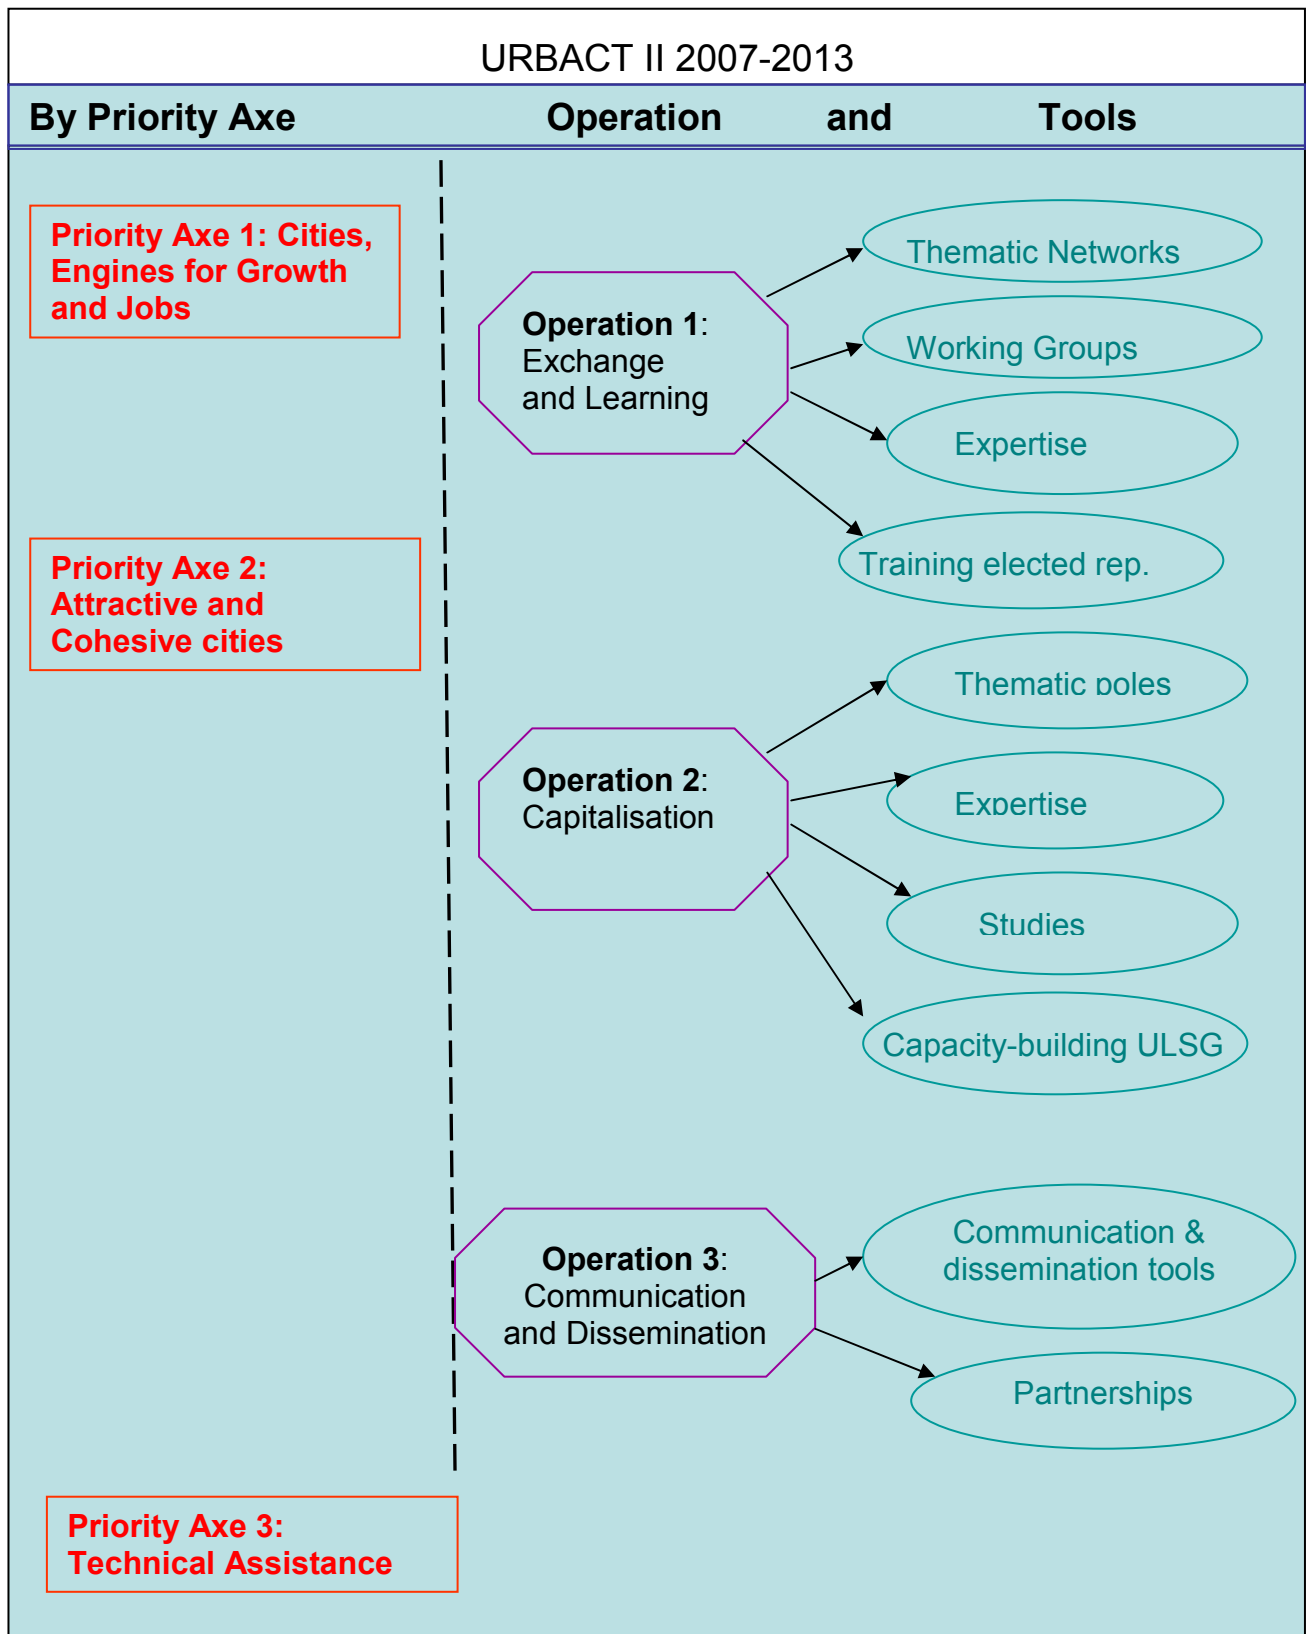 URBACT II 2007-2013
By Priority Axe Operation and Tools
Priority Axe 1: Cities,
Engines for Growth
and Jobs
Priority Axe 2:
Attractive and
Cohesive cities
Priority Axe 3:
Technical Assistance
Operation 1:
Exchange
and Learning
Thematic Networks
Working Groups
Expertise
Training elected rep.
Operation 2:
Capitalisation
Thematic poles
Expertise
Studies
Capacity-building ULSG
Operation 3:
Communication
and Dissemination
Communication &
dissemination tools
Partnerships